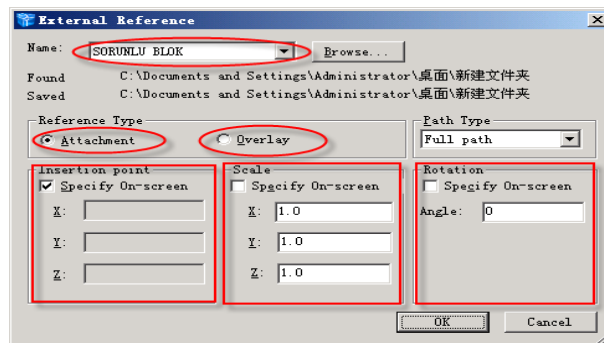 External Reference
Name: SORUNLU BLOK Browse...
Found C:\Documents and Settings\Administrator\桌面\新建文件夹
Saved C:\Documents and Settings\Administrator\桌面\新建文件夹
Reference Type Path Type
Attachment Overlay Full path
Insertion point Scale Rotation
Specify On-screen Specify On-screen Specify On-screen
X: X: 1.0 Angle: 0
Y: Y: 1.0
Z: Z: 1.0
OK Cancel